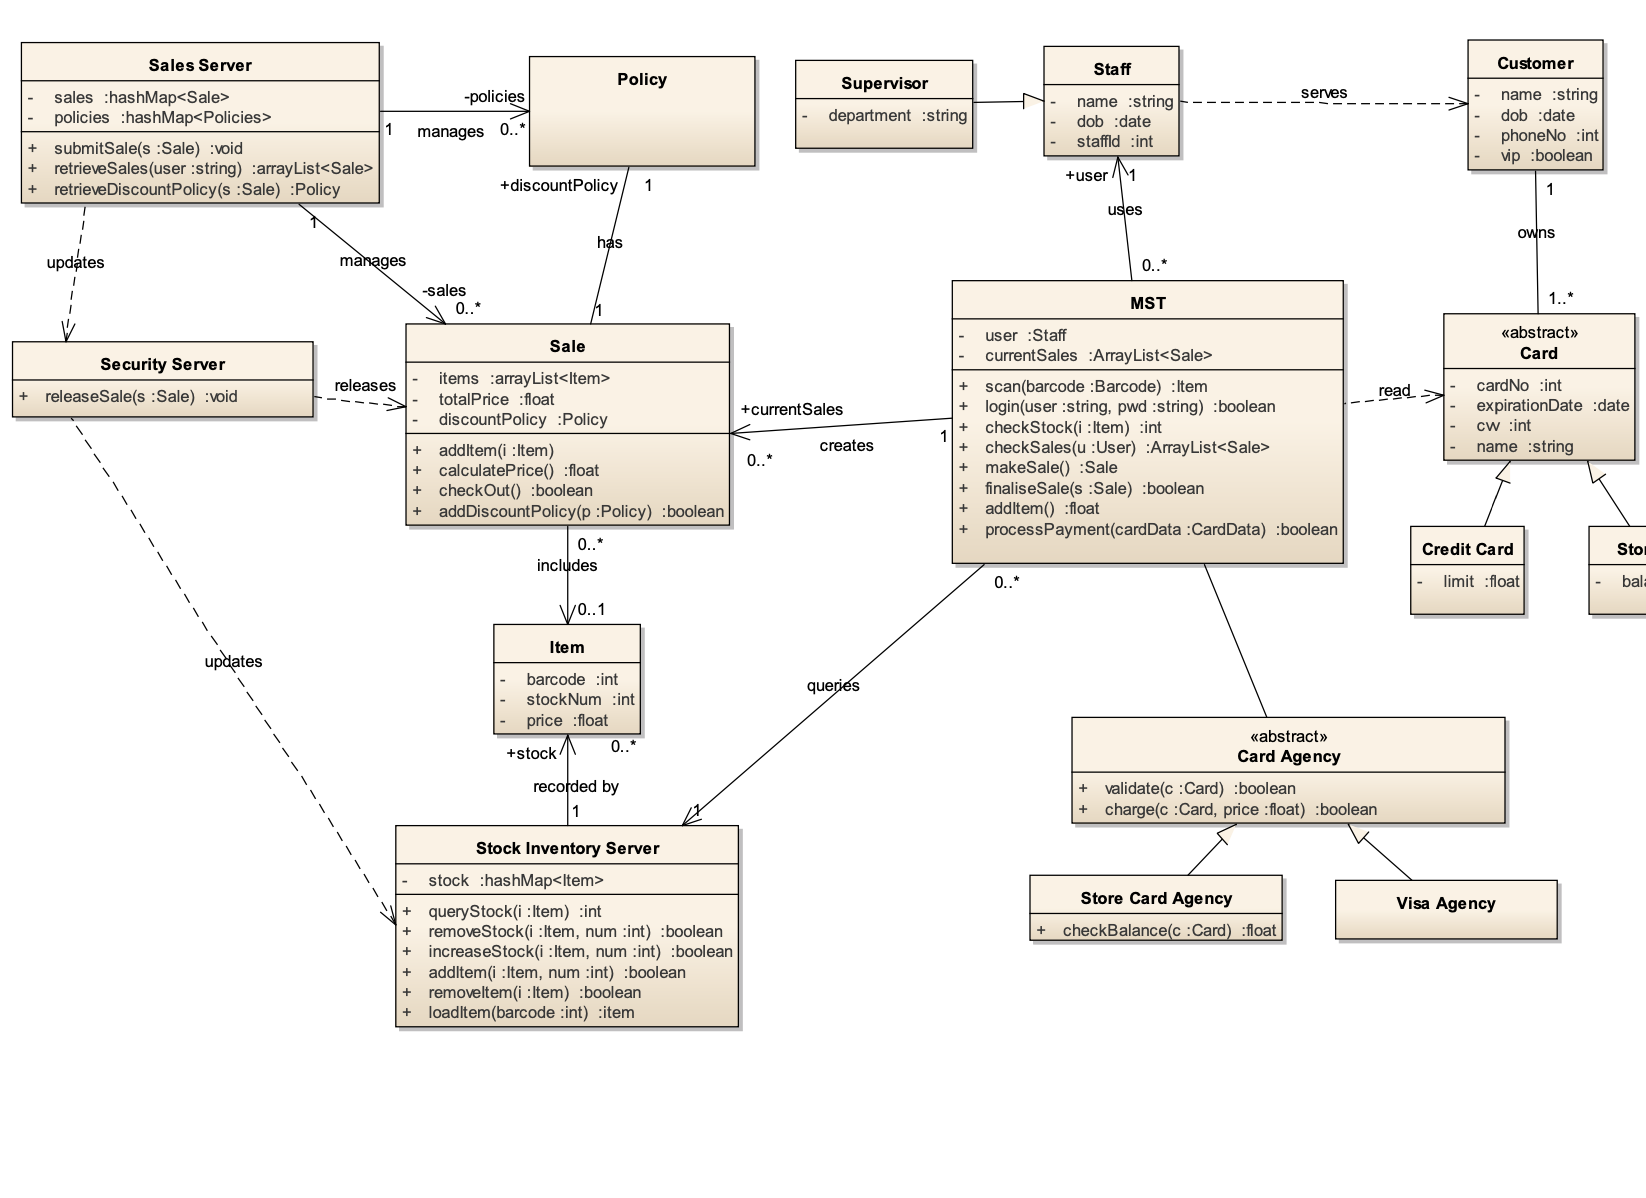 Sales Server
- sales :hashMap<Sale>
- policies :hashMap<Policies>
+ submitSale(s :Sale) :void
+ retrieveSales(user :string) :arrayList<Sale>
+ retrieveDiscountPolicy(s :Sale) :Policy
-policies
1
manages
0..*
Policy
+discountPolicy
1
has
1
Supervisor
- department :string
Staff
- name :string
- dob :date
- staffId :int
serves
Customer
- name :string
- dob :date
- phoneNo :int
- vip :boolean
+user
1
uses
0..*
1
owns
1..*
updates
1
manages
-sales
0..*
Security Server
+ releaseSale(s :Sale) :void
releases
Sale
- items :arrayList<Item>
- totalPrice :float
- discountPolicy :Policy
+ addItem(i :Item)
+ calculatePrice() :float
+ checkOut() :boolean
+ addDiscountPolicy(p :Policy) :boolean
+currentSales
1
creates
0..*
MST
- user :Staff
- currentSales :ArrayList<Sale>
+ scan(barcode :Barcode) :Item
+ login(user :string, pwd :string) :boolean
+ checkStock(i :Item) :int
+ checkSales(u :User) :ArrayList<Sale>
+ makeSale() :Sale
+ finaliseSale(s :Sale) :boolean
+ addItem() :float
+ processPayment(cardData :CardData) :boolean
read
«abstract»
Card
- cardNo :int
- expirationDate :date
- cvv :int
- name :string
Credit Card
- limit :float
Stor
- bala
0..*
includes
0..1
0..*
queries
1
updates
Item
- barcode :int
- stockNum :int
- price :float
+stock
0..*
recorded by
1
Stock Inventory Server
- stock :hashMap<Item>
+ queryStock(i :Item) :int
+ removeStock(i :Item, num :int) :boolean
+ increaseStock(i :Item, num :int) :boolean
+ addItem(i :Item, num :int) :boolean
+ removeItem(i :Item) :boolean
+ loadItem(barcode :int) :item
«abstract»
Card Agency
+ validate(c :Card) :boolean
+ charge(c :Card, price :float) :boolean
Store Card Agency
+ checkBalance(c :Card) :float
Visa Agency